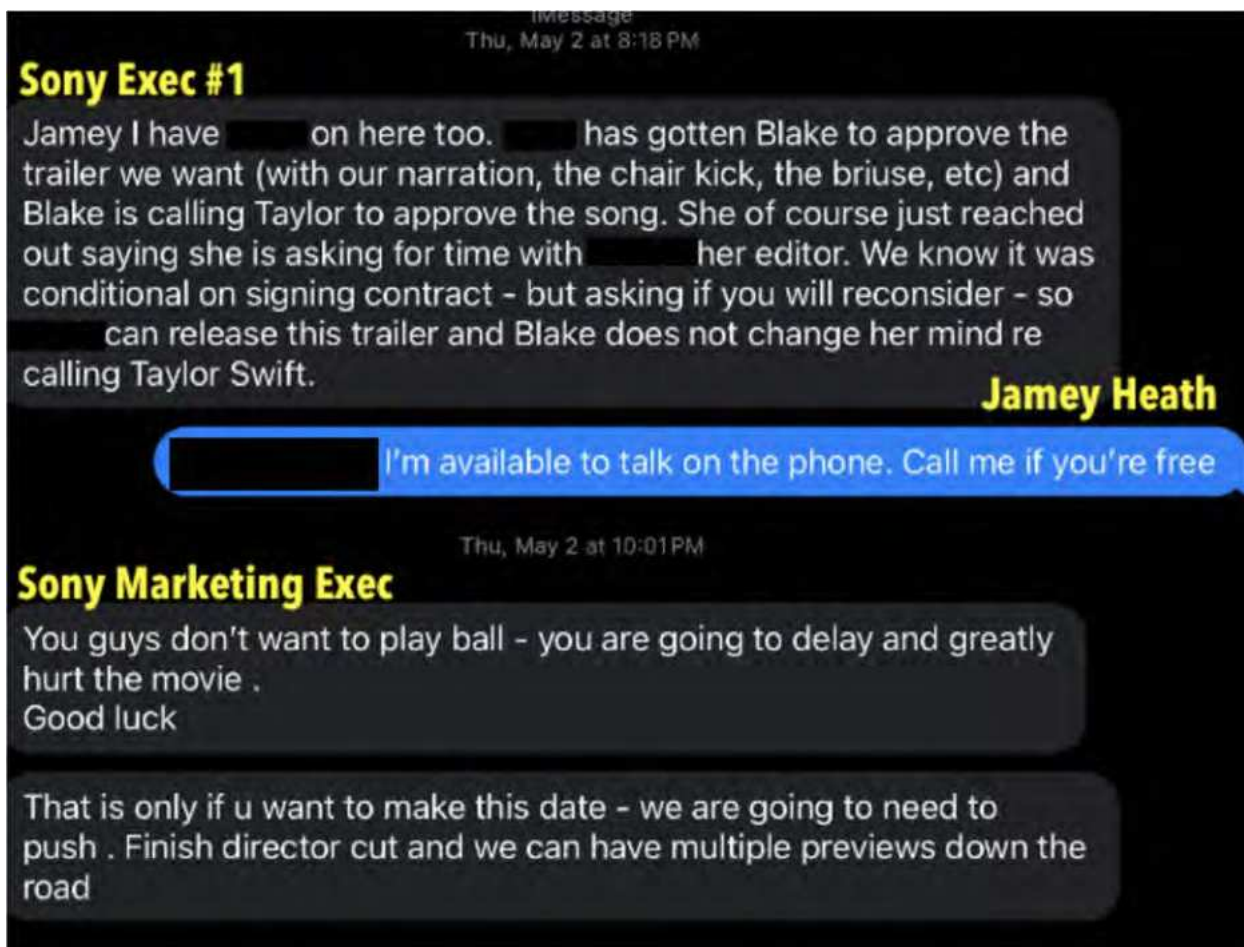 iMessage
Thu, May 2 at 8:18 PM
Sony Exec #1
Jamey I have on here too. has gotten Blake to approve the
trailer we want (with our narration, the chair kick, the briuse, etc) and
Blake is calling Taylor to approve the song. She of course just reached
out saying she is asking for time with her editor. We know it was
conditional on signing contract - but asking if you will reconsider - so
can release this trailer and Blake does not change her mind re
calling Taylor Swift.
Jamey Heath
I'm available to talk on the phone. Call me if you're free
Thu, May 2 at 10:01 PM
Sony Marketing Exec
You guys don't want to play ball - you are going to delay and greatly
hurt the movie .
Good luck
That is only if u want to make this date - we are going to need to
push . Finish director cut and we can have multiple previews down the
road